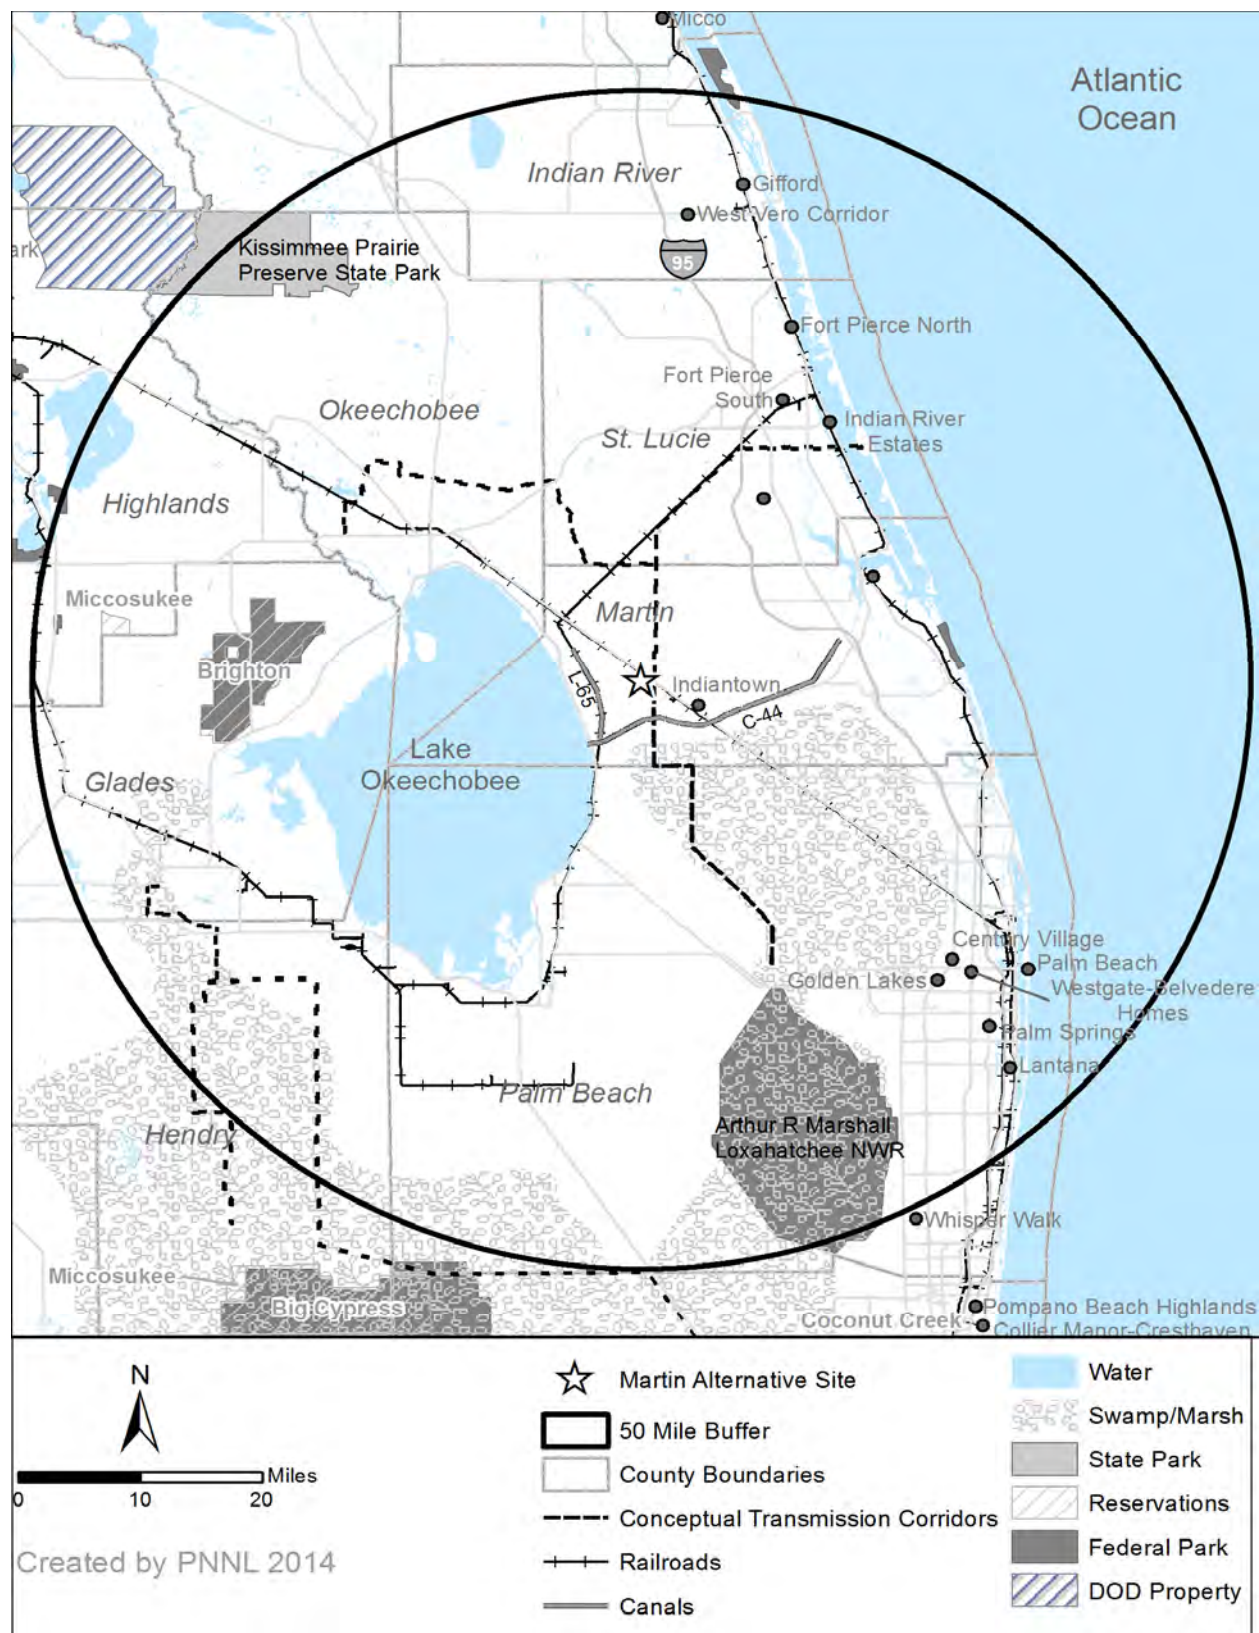 Micco
Atlantic
Ocean
Indian River
Gifford
West Vero Corridor
ark
Kissimmee Prairie
Preserve State Park
95
Fort Pierce North
Fort Pierce
South
Okeechobee
St. Lucie
Indian River
Estates
Highlands
Miccosukee
Martin
Brighton
L-65
Indiantown
C-44
Lake
Okeechobee
Glades
Century Village
Palm Beach
Golden Lakes
Westgate-Belvedere
Homes
Palm Springs
Lantana
Palm Beach
Hendry
Arthur R Marshall
Loxahatchee NWR
Whisper Walk
Miccosukee
Big Cypress
Pompano Beach Highlands
Coconut Creek
Collier Manor-Cresthaven
N
Miles
0 10 20
Created by PNNL 2014
Martin Alternative Site
50 Mile Buffer
County Boundaries
Conceptual Transmission Corridors
Railroads
Canals
Water
Swamp/Marsh
State Park
Reservations
Federal Park
DOD Property